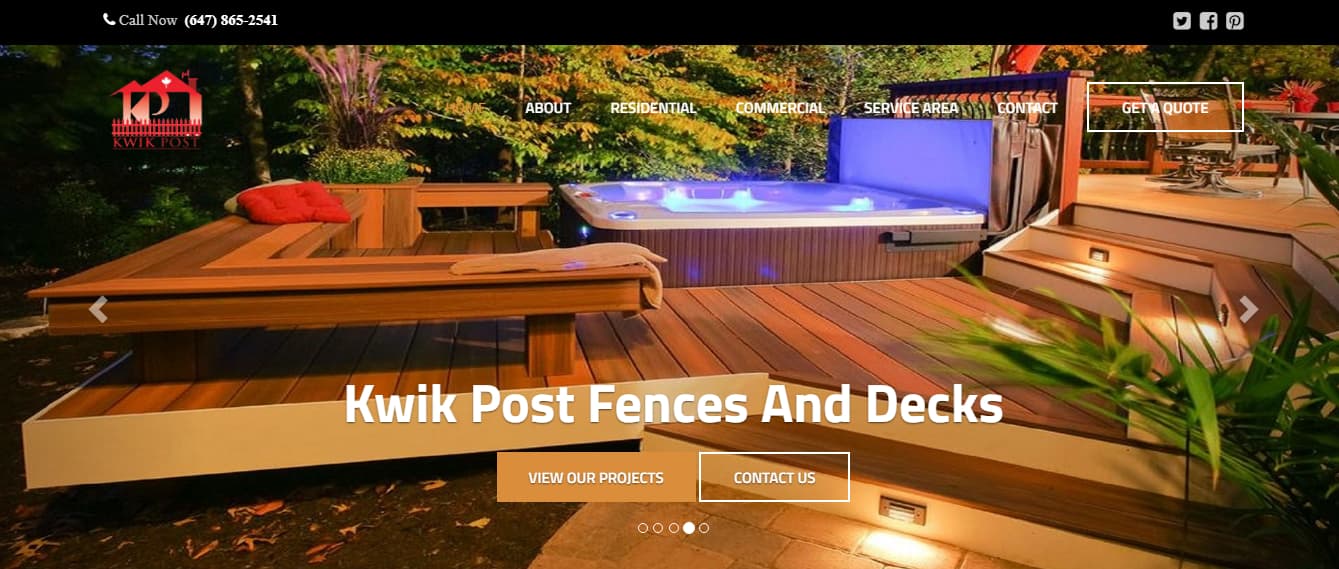 Call Now (647) 865-2541
KP
KWIK POST
HOME ABOUT RESIDENTIAL COMMERCIAL SERVICE AREA CONTACT GET A QUOTE
Kwik Post Fences And Decks
VIEW OUR PROJECTS CONTACT US